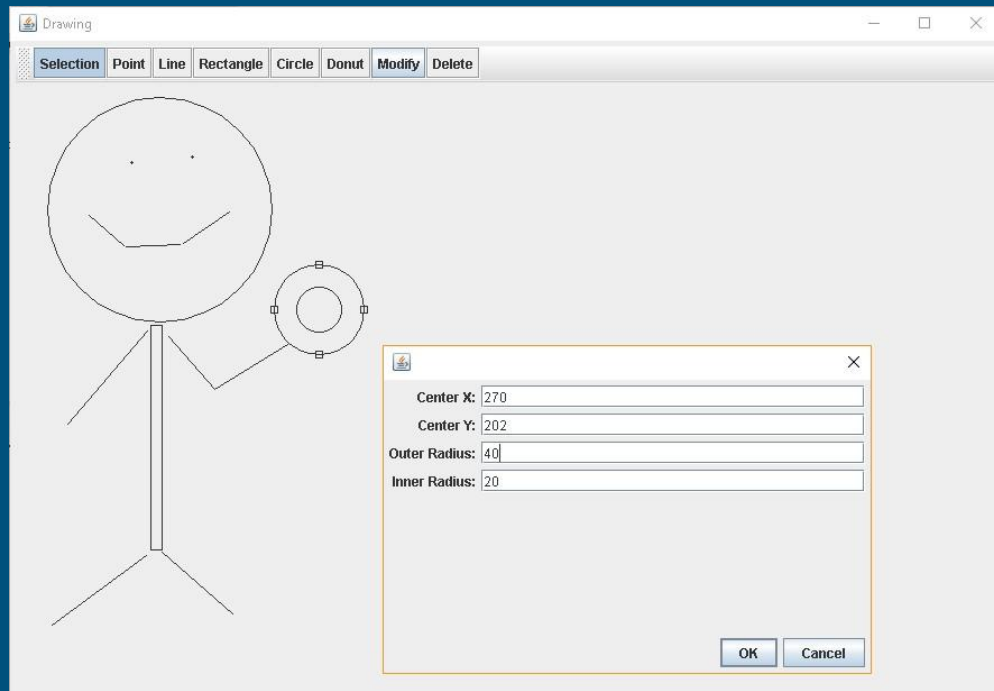 Drawing
Selection Point Line Rectangle Circle Donut Modify Delete
Center X: 270
Center Y: 202
Outer Radius: 40
Inner Radius: 20
OK Cancel